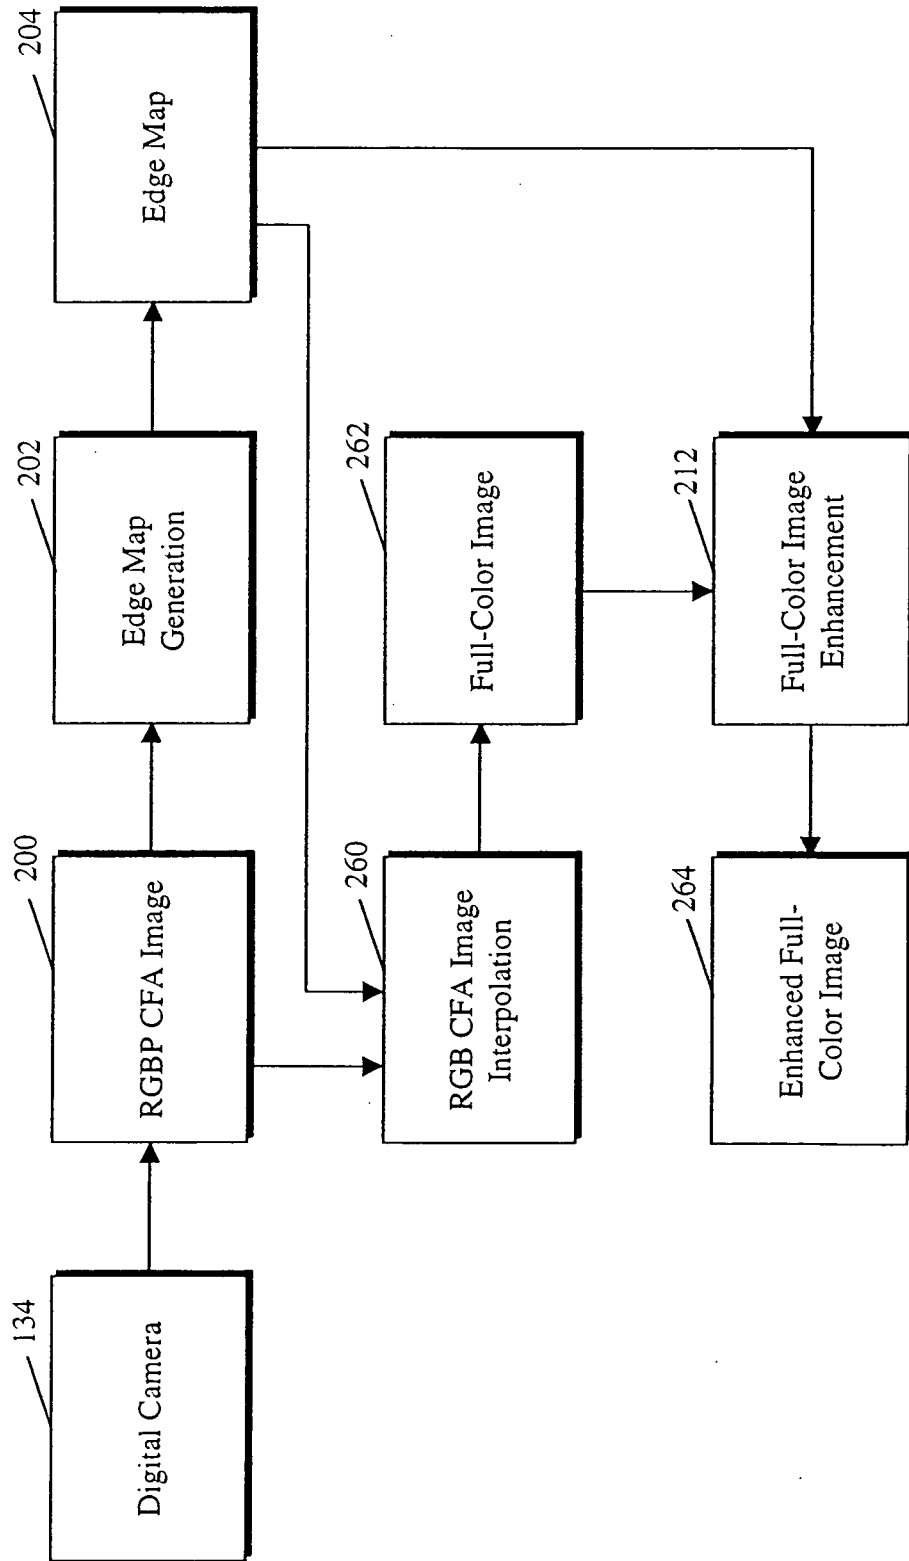 134
Digital Camera
200
RGBP CFA Image
202
Edge Map
Generation
204
Edge Map
260
RGB CFA Image
Interpolation
262
Full-Color Image
264
Enhanced Full-
Color Image
212
Full-Color Image
Enhancement